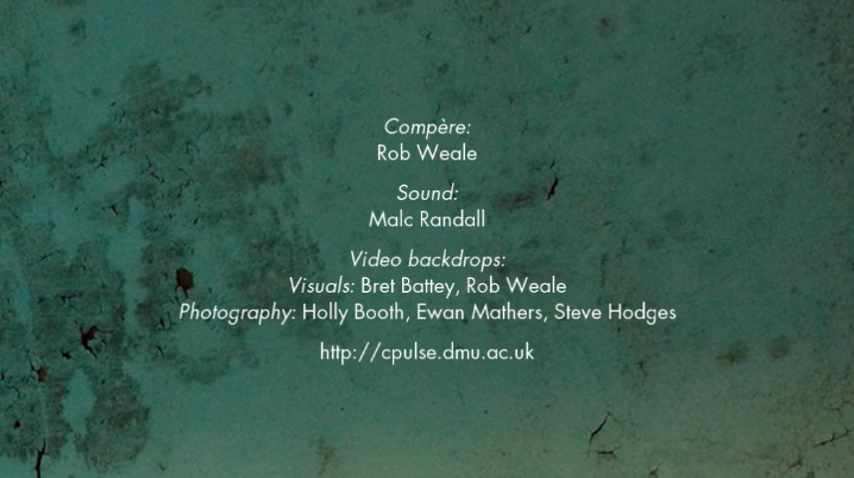 Compère:
Rob Weale
Sound:
Malc Randall
Video backdrops:
Visuals: Bret Battey, Rob Weale
Photography: Holly Booth, Ewan Mathers, Steve Hodges
http://cpulse.dmu.ac.uk